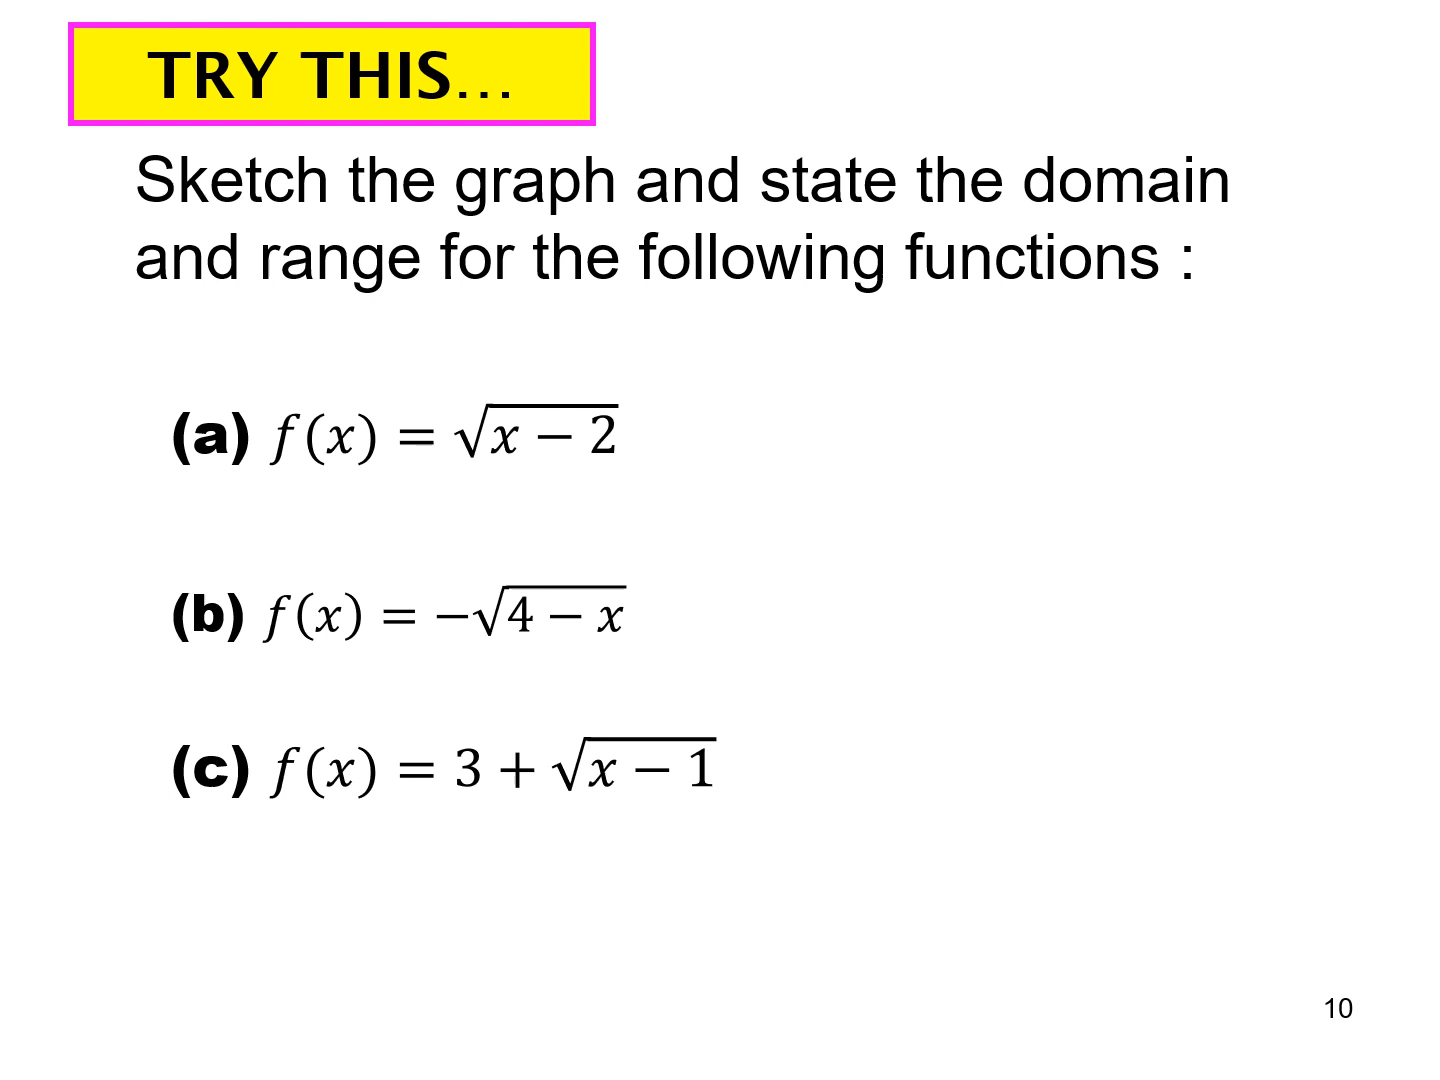 TRY THIS…
Sketch the graph and state the domain
and range for the following functions :
(a) f(x) = √(x − 2)
(b) f(x) = −√(4 − x)
(c) f(x) = 3 + √(x − 1)
10